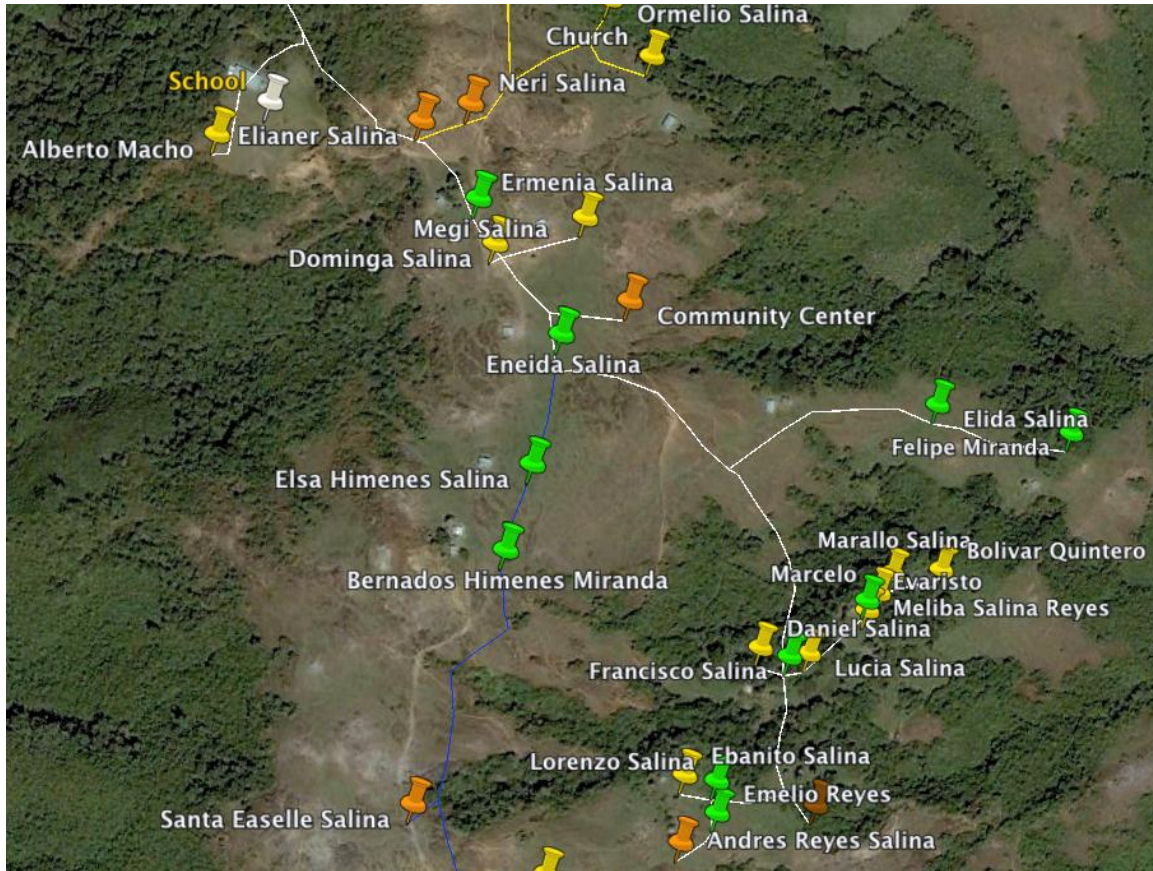 Ormelio Salina
Church
School
Neri Salina
Elianer Salina
Alberto Macho
Ermenia Salina
Megi Salina
Dominga Salina
Community Center
Eneida Salina
Elida Salina
Felipe Miranda
Elsa Himenes Salina
Marallo Salina
Bolivar Quintero
Marcelo
Evaristo
Bernados Himenes Miranda
Meliba Salina Reyes
Daniel Salina
Francisco Salina
Lucia Salina
Ebanito Salina
Lorenzo Salina
Emelio Reyes
Santa Easelle Salina
Andres Reyes Salina